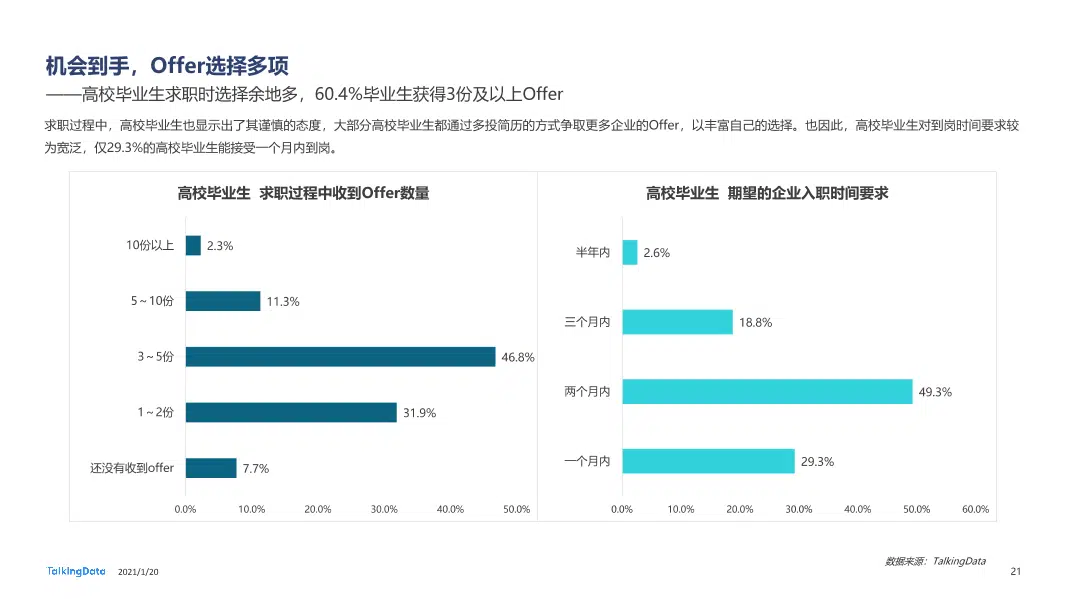 机会到手，Offer选择多项
——高校毕业生求职时选择余地多，60.4%毕业生获得3份及以上Offer
求职过程中，高校毕业生也显示出了其谨慎的态度，大部分高校毕业生都通过多投简历的方式争取更多企业的Offer，以丰富自己的选择。也因此，高校毕业生对到岗时间要求较
为宽泛，仅29.3%的高校毕业生能接受一个月内到岗。
高校毕业生 求职过程中收到Offer数量
10份以上 2.3%
5～10份 11.3%
3～5份 46.8%
1～2份 31.9%
还没有收到offer 7.7%
0.0% 10.0% 20.0% 30.0% 40.0% 50.0%
高校毕业生 期望的企业入职时间要求
半年内 2.6%
三个月内 18.8%
两个月内 49.3%
一个月内 29.3%
0.0% 10.0% 20.0% 30.0% 40.0% 50.0% 60.0%
数据来源：TalkingData
TalkingData 2021/1/20
21